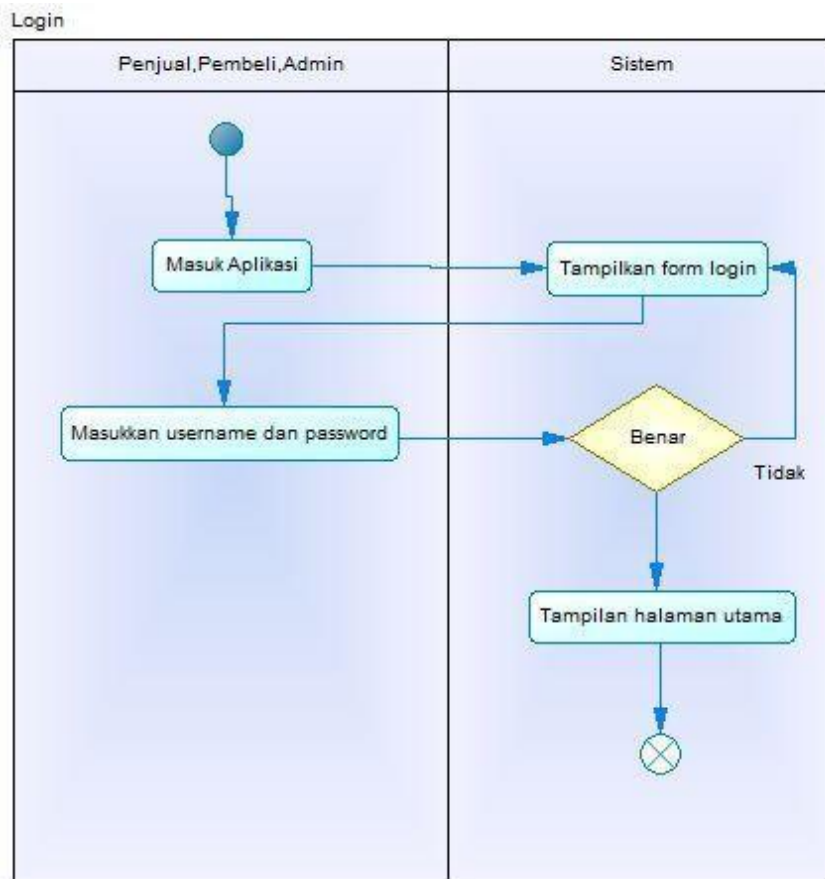 Login
Penjual,Pembeli,Admin
Sistem
Masuk Aplikasi
Tampilkan form login
Masukkan username dan password
Benar
Tidak
Tampilan halaman utama